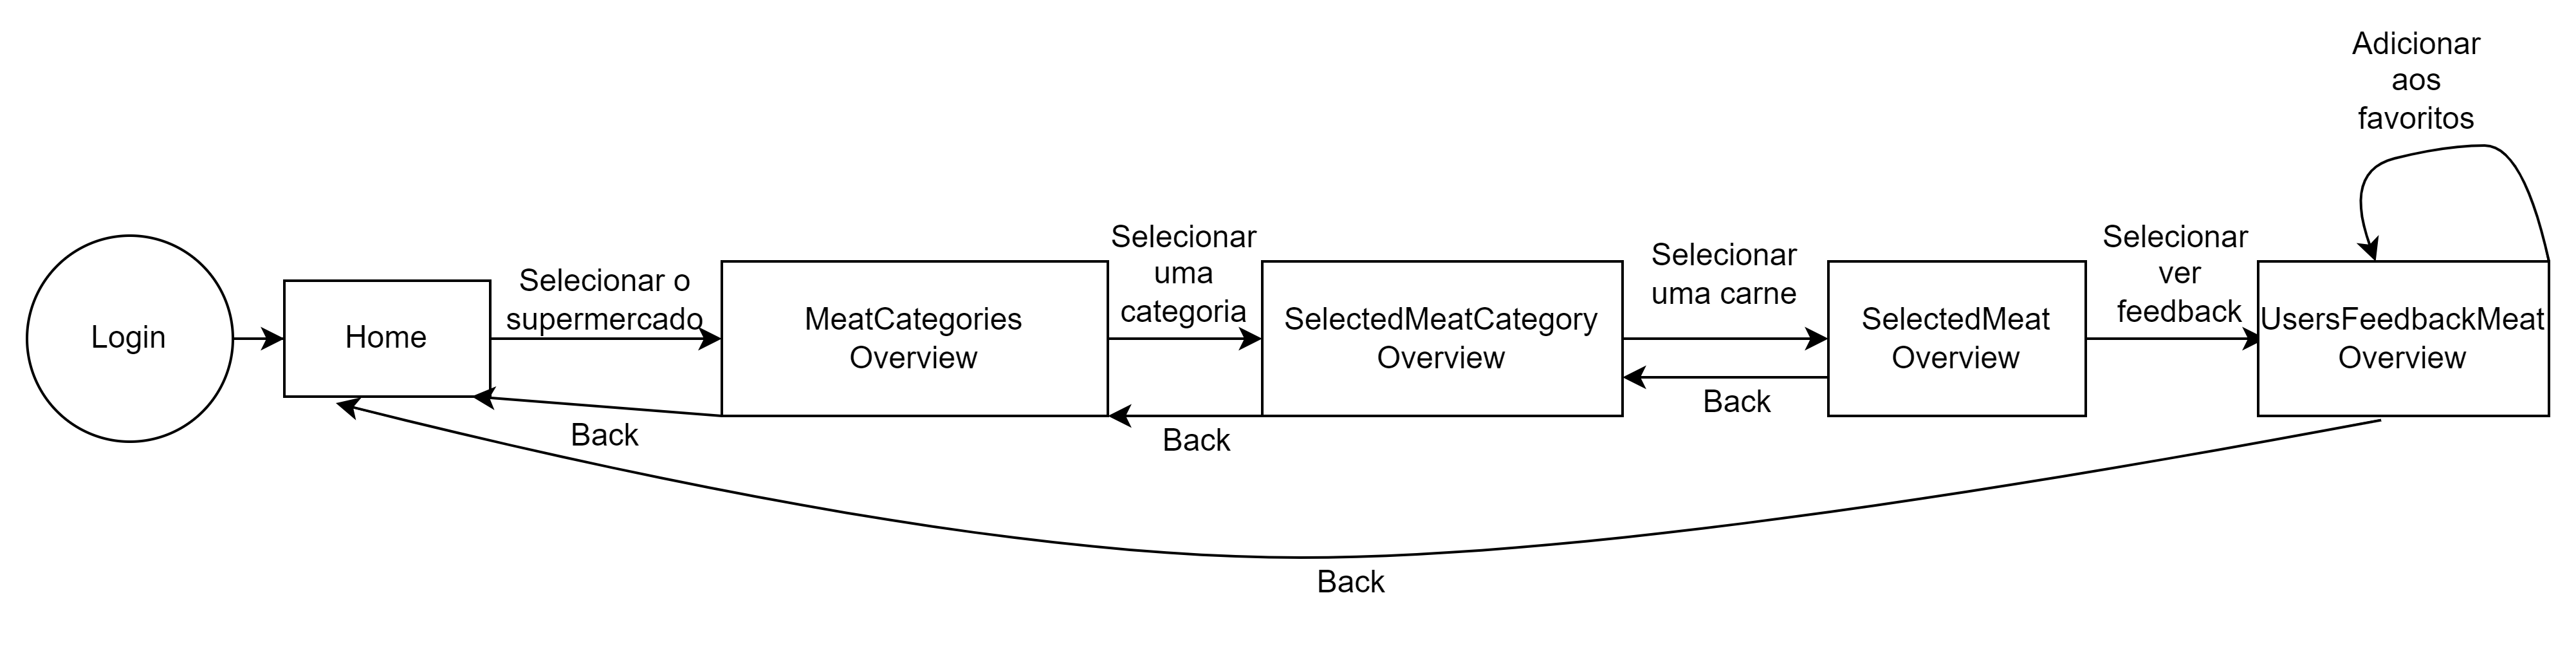 Adicionar
aos
favoritos
Login
Home
Selecionar o
supermercado
MeatCategories
Overview
Selecionar
uma
categoria
SelectedMeatCategory
Overview
Selecionar
uma carne
SelectedMeat
Overview
Selecionar
ver
feedback
UsersFeedbackMeat
Overview
Back
Back
Back
Back